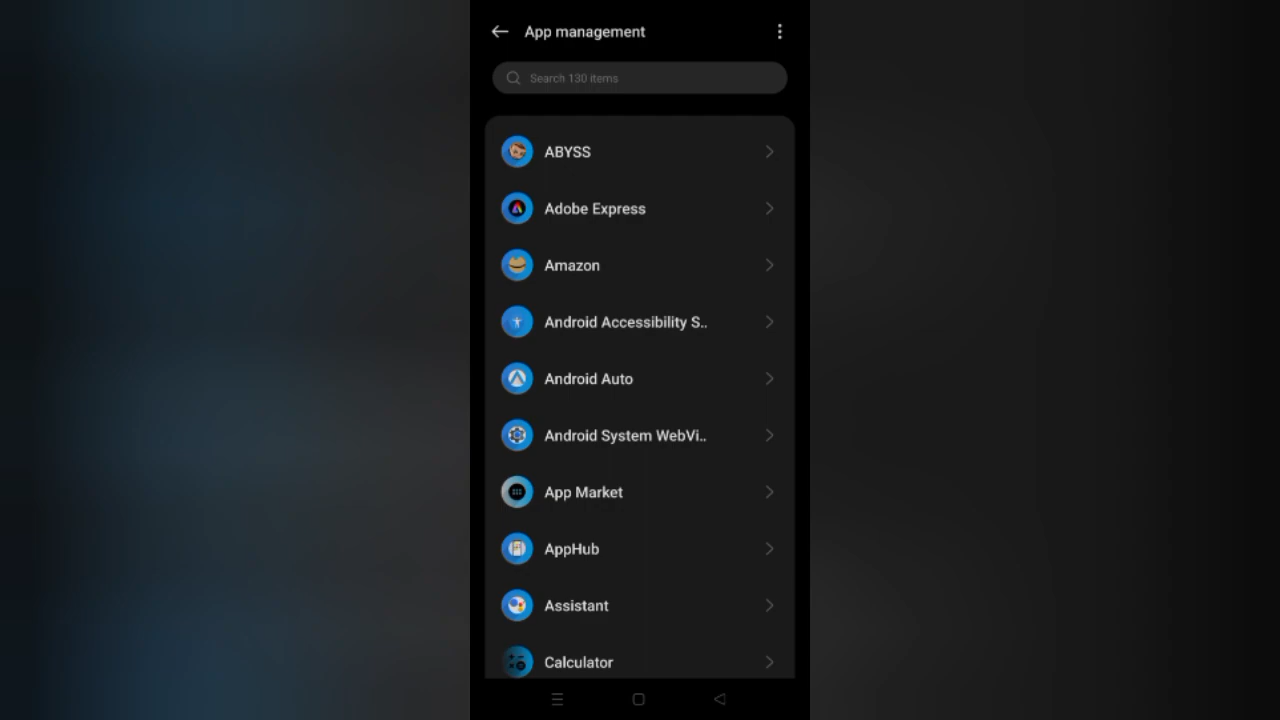 App management
Search 130 items
ABYSS
Adobe Express
Amazon
Android Accessibility S..
Android Auto
Android System WebVi..
App Market
AppHub
Assistant
Calculator